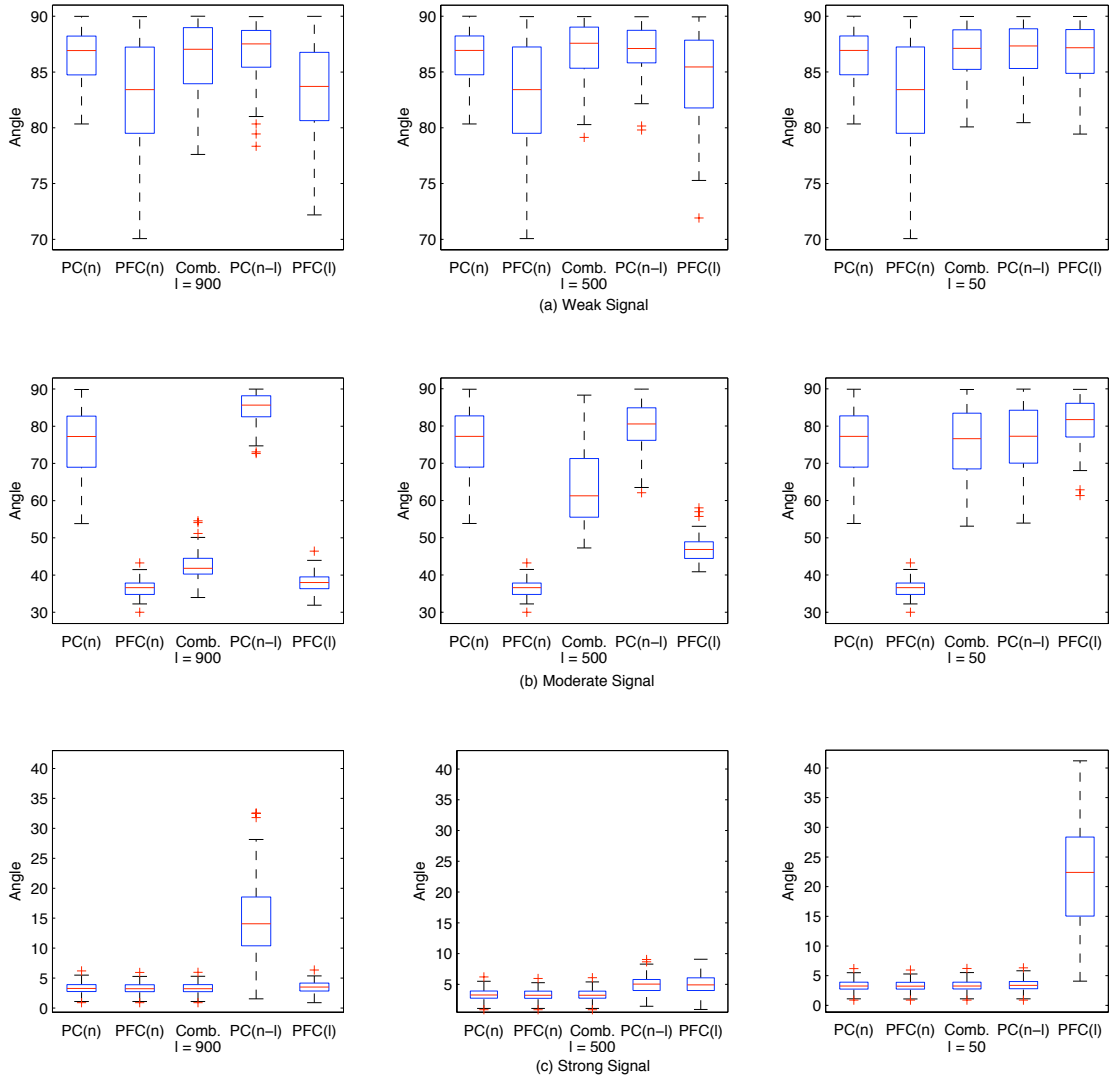 90
85
80
75
70
Angle
PC(n) PFC(n) Comb. PC(n-l) PFC(l)
l = 900
90
85
80
75
70
Angle
PC(n) PFC(n) Comb. PC(n-l) PFC(l)
l = 500
90
85
80
75
70
Angle
PC(n) PFC(n) Comb. PC(n-l) PFC(l)
l = 50
(a) Weak Signal
90
80
70
60
50
40
30
Angle
PC(n) PFC(n) Comb. PC(n-l) PFC(l)
l = 900
90
80
70
60
50
40
30
Angle
PC(n) PFC(n) Comb. PC(n-l) PFC(l)
l = 500
90
80
70
60
50
40
30
Angle
PC(n) PFC(n) Comb. PC(n-l) PFC(l)
l = 50
(b) Moderate Signal
40
35
30
25
20
15
10
5
0
Angle
PC(n) PFC(n) Comb. PC(n-l) PFC(l)
l = 900
40
35
30
25
20
15
10
5
Angle
PC(n) PFC(n) Comb. PC(n-l) PFC(l)
l = 500
40
35
30
25
20
15
10
5
0
Angle
PC(n) PFC(n) Comb. PC(n-l) PFC(l)
l = 50
(c) Strong Signal